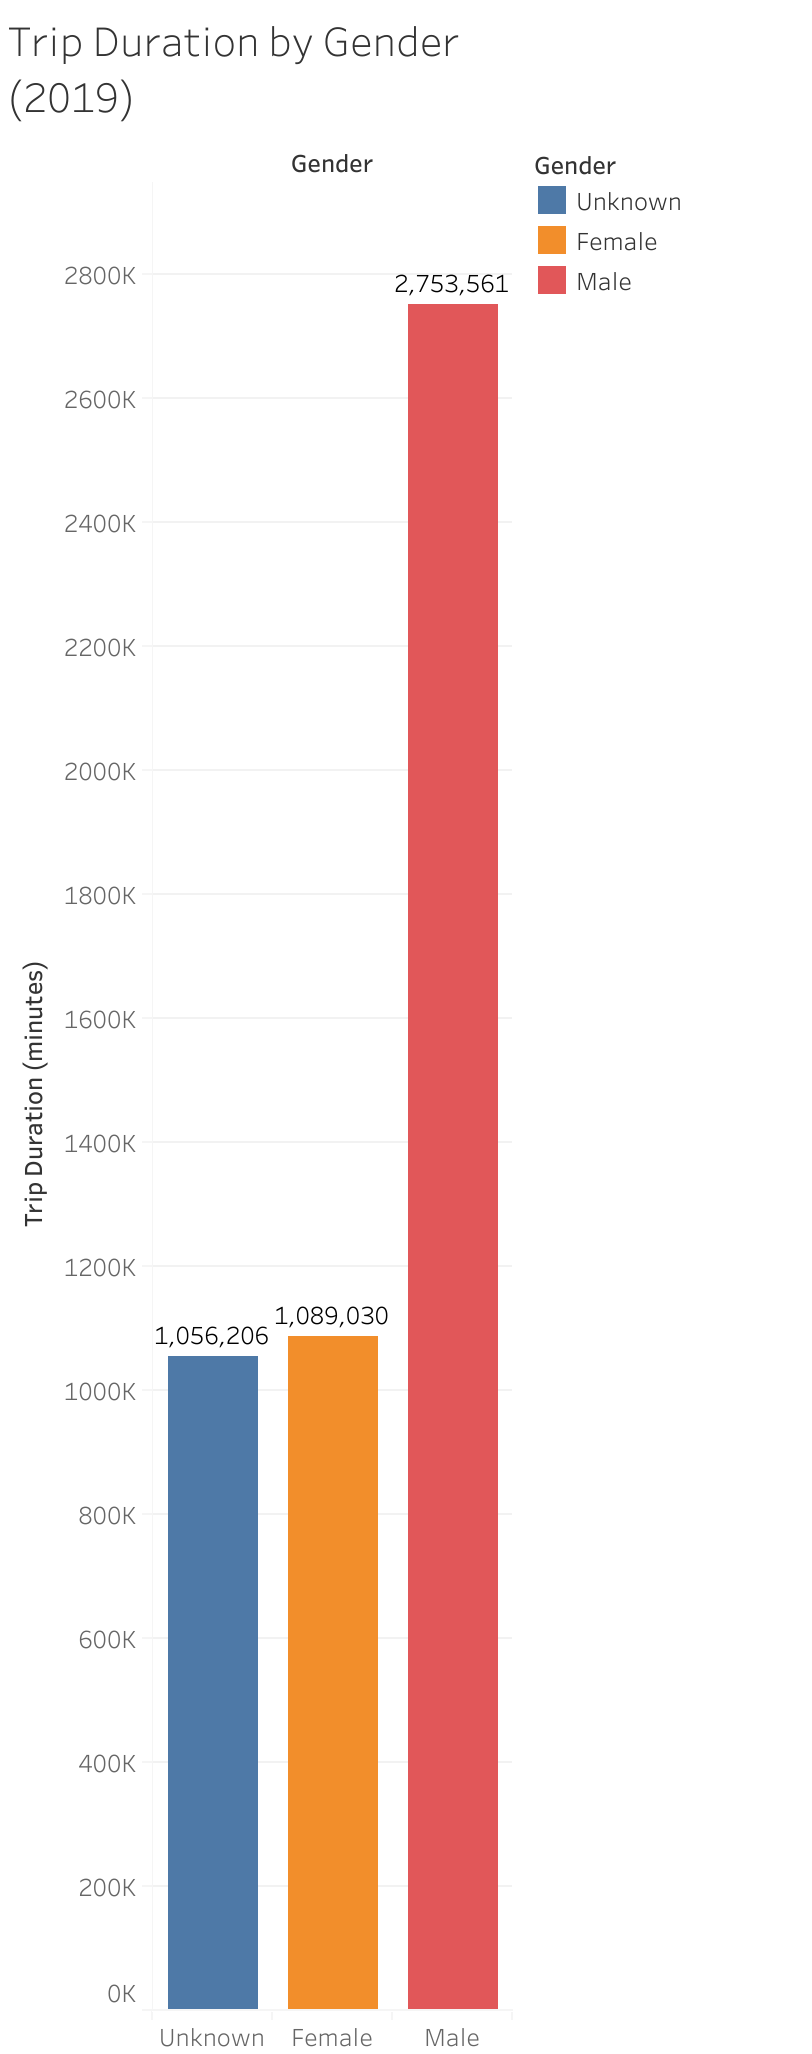 Trip Duration by Gender
(2019)
Gender
Gender
Unknown
Female
Male
2800K
2,753,561
2600K
2400K
2200K
2000K
1800K
1600K
1400K
1200K
1,089,030
1,056,206
1000K
800K
600K
400K
200K
0K
Trip Duration (minutes)
Unknown Female Male